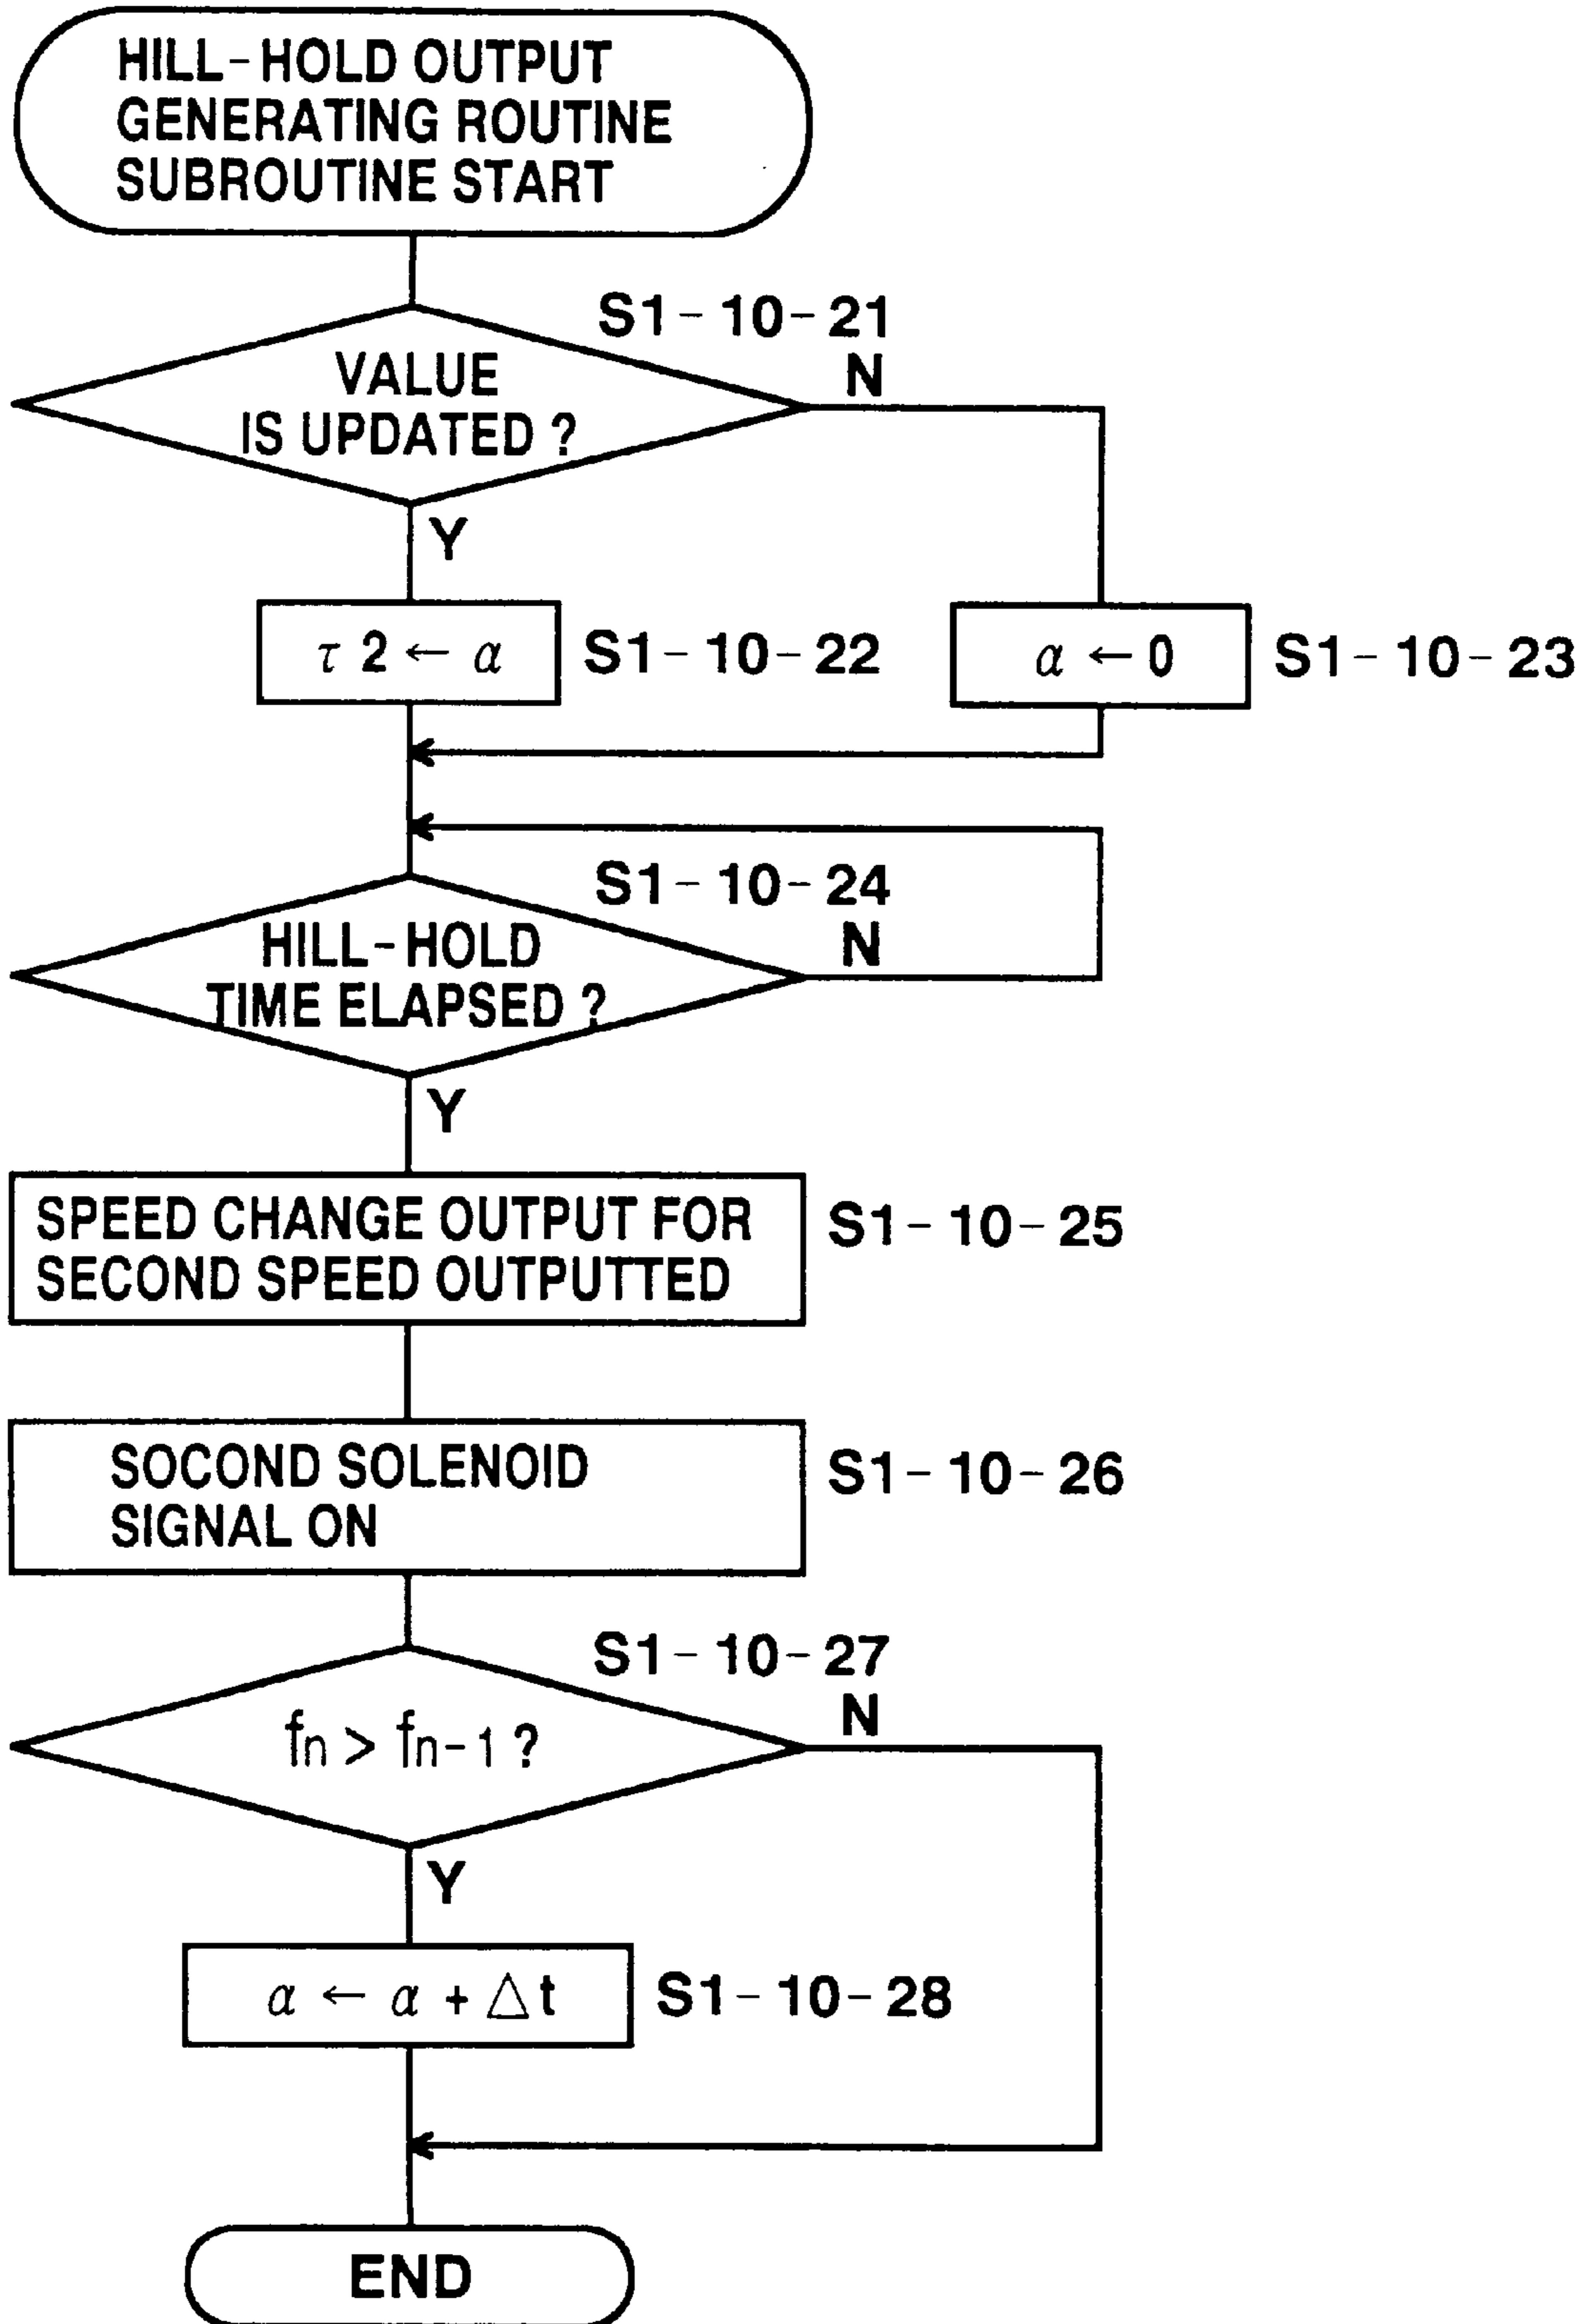 HILL-HOLD OUTPUT
GENERATING ROUTINE
SUBROUTINE START
S1-10-21
VALUE
IS UPDATED ?
N
Y
τ 2 ← α
S1-10-22
α ← 0
S1-10-23
S1-10-24
HILL-HOLD
TIME ELAPSED ?
N
Y
SPEED CHANGE OUTPUT FOR
SECOND SPEED OUTPUTTED
S1-10-25
SOCOND SOLENOID
SIGNAL ON
S1-10-26
S1-10-27
fn > fn-1 ?
N
Y
α ← α + △t
S1-10-28
END